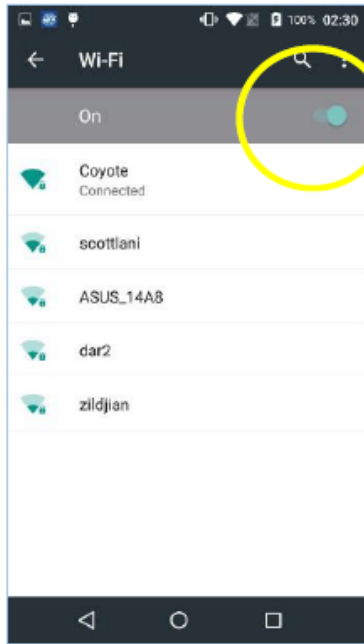 100% 02:30
Wi-Fi
On
Coyote
Connected
scottlani
ASUS_14A8
dar2
zildjian